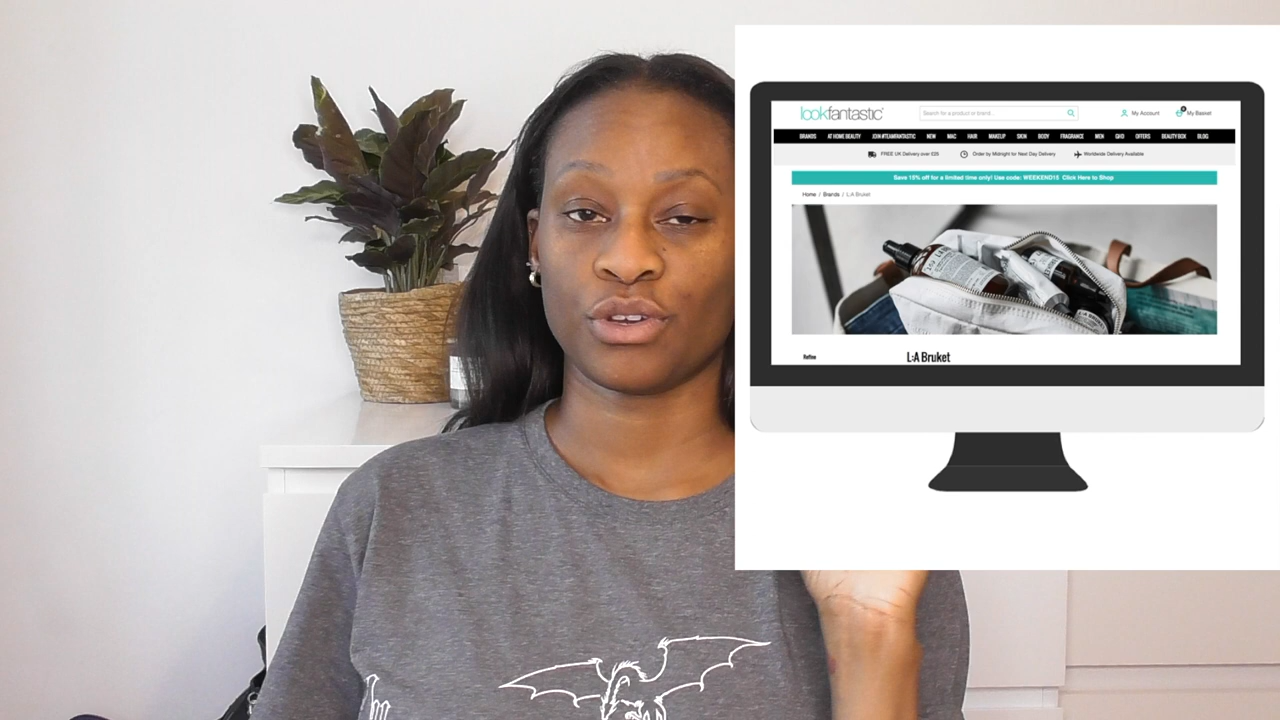 lookfantastic
Search for a product or brand...
My Account
0
My Basket
BRANDS AT HOME BEAUTY JOIN #TEAMFANTASTIC NEW MAC HAIR MAKEUP SKIN BODY FRAGRANCE MEN GHD OFFERS BEAUTY BOX BLOG
FREE UK Delivery over £25 Order by Midnight for Next Day Delivery Worldwide Delivery Available
Save 15% off for a limited time only! Use code: WEEKEND15 Click Here to Shop
Home / Brands / L:A Bruket
Refine
L:A Bruket